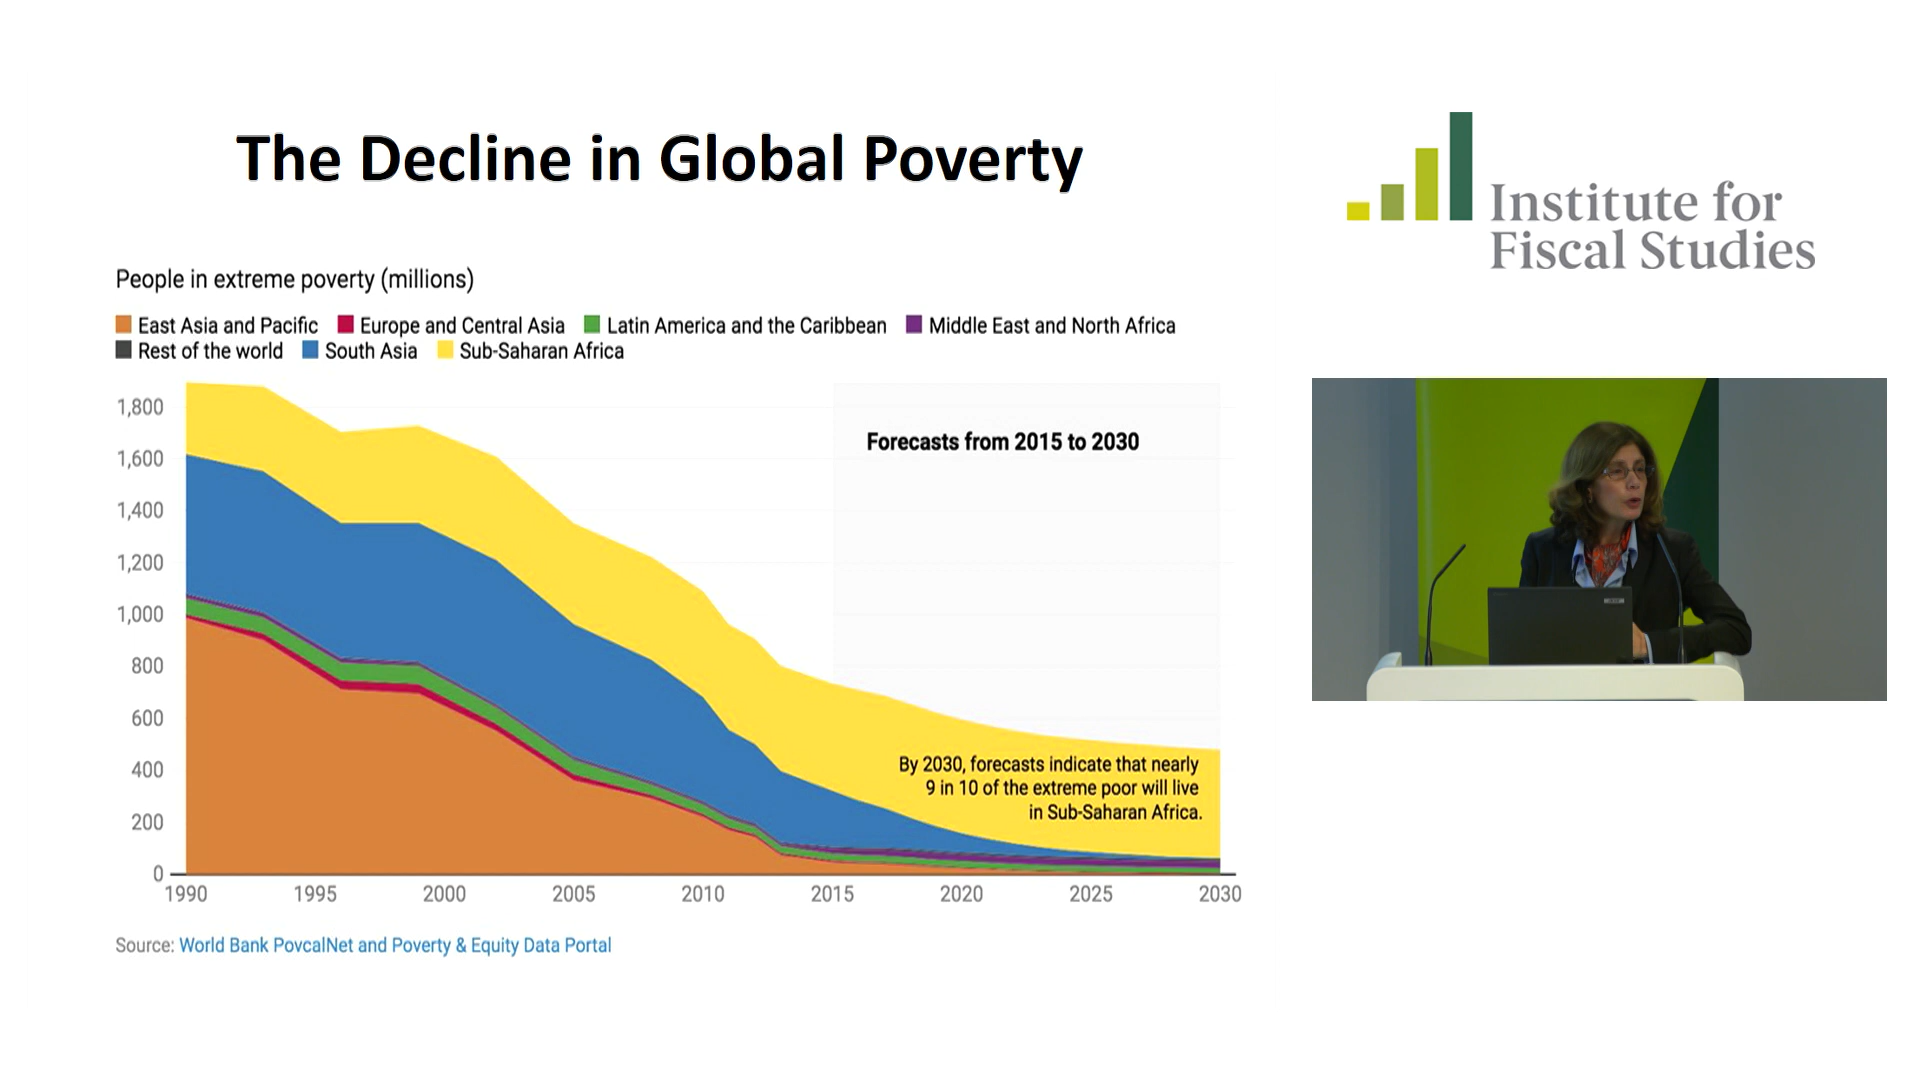 The Decline in Global Poverty
Institute for
Fiscal Studies
People in extreme poverty (millions)
East Asia and Pacific Europe and Central Asia Latin America and the Caribbean Middle East and North Africa
Rest of the world South Asia Sub-Saharan Africa
1,800
1,600
1,400
1,200
1,000
800
600
400
200
0
Forecasts from 2015 to 2030
By 2030, forecasts indicate that nearly
9 in 10 of the extreme poor will live
in Sub-Saharan Africa.
1990 1995 2000 2005 2010 2015 2020 2025 2030
Source: World Bank PovcalNet and Poverty & Equity Data Portal